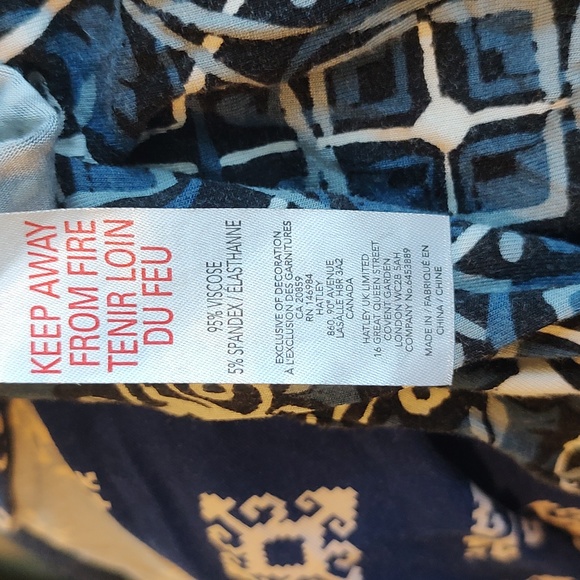 KEEP AWAY
FROM FIRE
TENIR LOIN
DU FEU
95% VISCOSE
5% SPANDEX/ÉLASTHANNE
EXCLUSIVE OF DECORATION
À L'EXCLUSION DES GARNITURES
CA 20859
RN 146984
HATLEY
860, 90E AVENUE
LASALLE H8R 3A2
CANADA
HATLEY UK LIMITED
16 GREAT QUEEN STREET
COVENT GARDEN
LONDON WC2B 5AH
COMPANY No.6453889
MADE IN / FABRIQUÉ EN
CHINA / CHINE